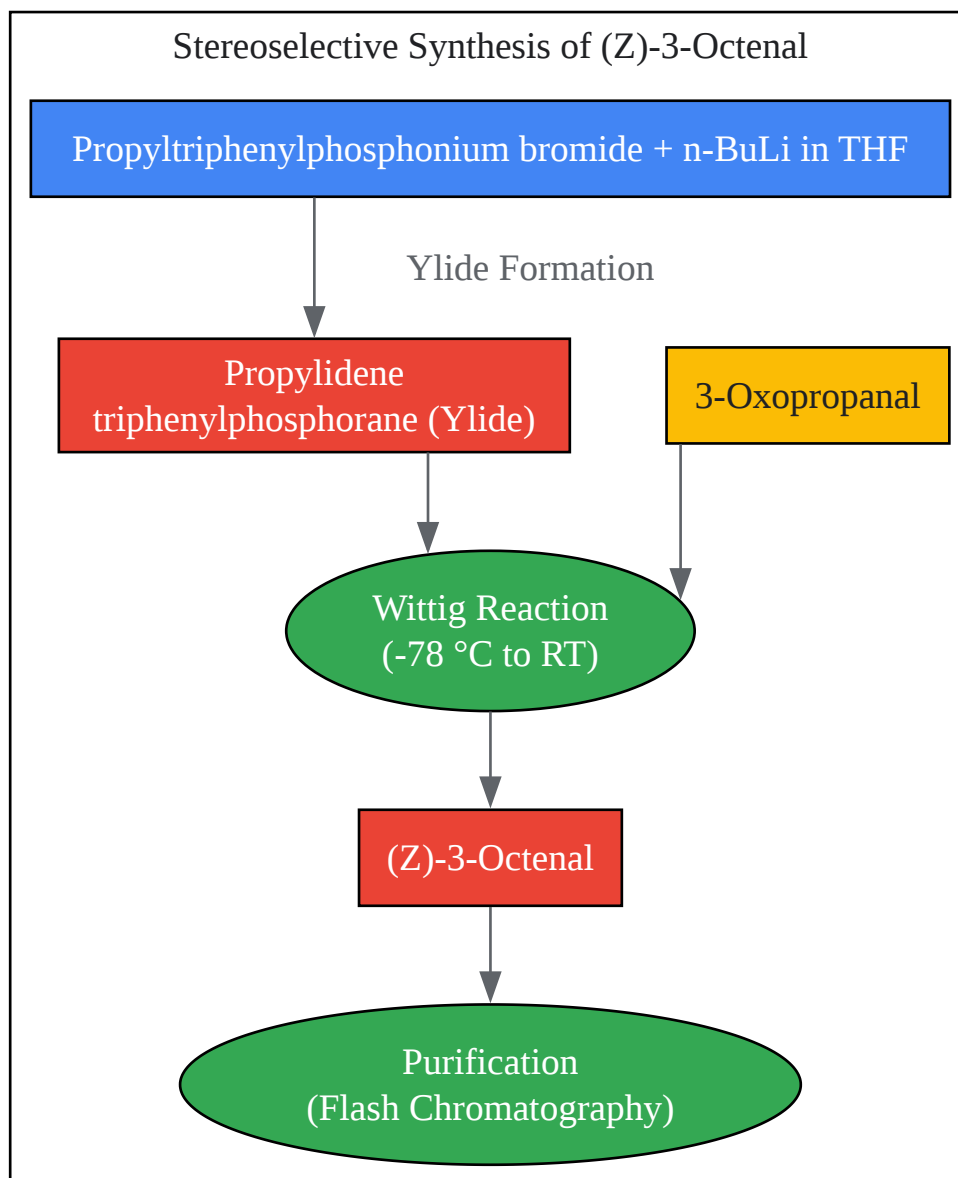 Stereoselective Synthesis of (Z)-3-Octenal
Propyltriphenylphosphonium bromide + n-BuLi in THF
Ylide Formation
Propylidene
triphenylphosphorane (Ylide)
3-Oxopropanal
Wittig Reaction
(-78 °C to RT)
(Z)-3-Octenal
Purification
(Flash Chromatography)